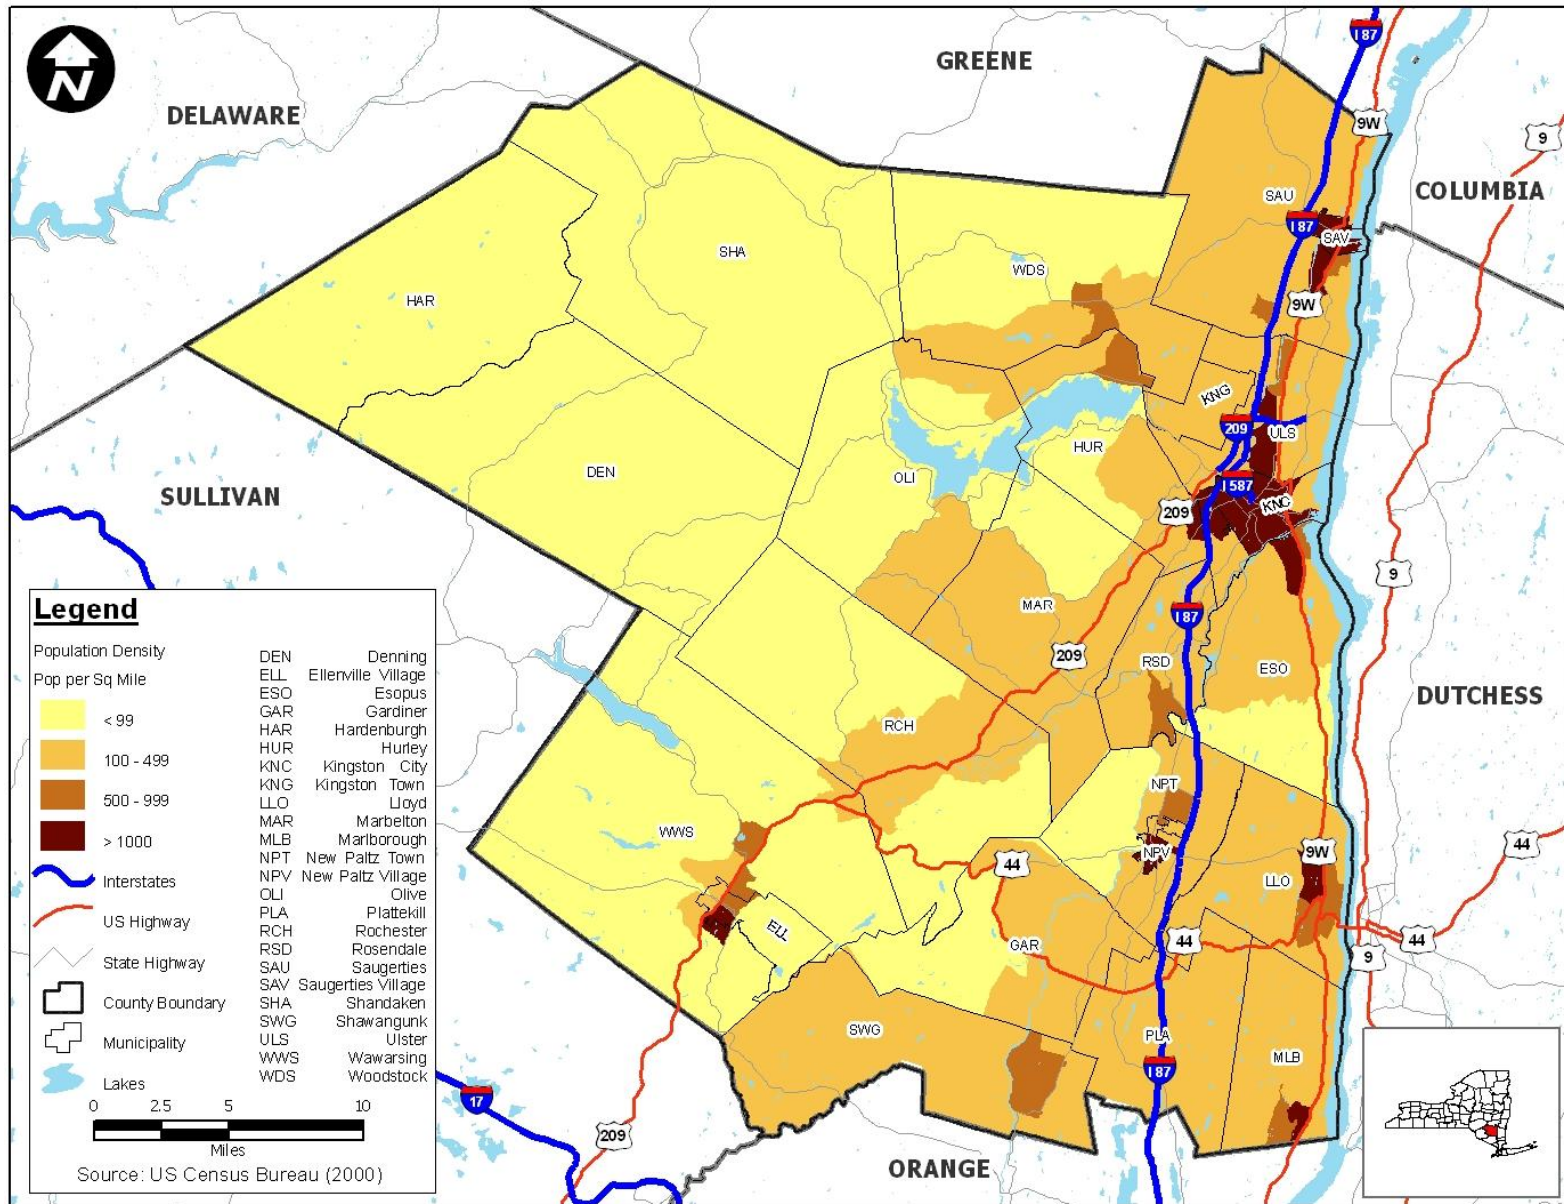 N
DELAWARE
GREENE
I 87
9W
9
COLUMBIA
SAU
I 87
SAV
SHA
WDS
HAR
9W
KNG
209
ULS
HUR
DEN
OLI
I 587
SULLIVAN
209
KNC
9
I 87
MAR
209
RSD
ESO
DUTCHESS
RCH
NPT
WWS
NPV
9W
44
44
LLO
ELL
GAR
44
44
9
SWG
PLA
MLB
I 87
17
209
ORANGE
Legend
Population Density
Pop per Sq Mile
< 99
100 - 499
500 - 999
> 1000
Interstates
US Highway
State Highway
County Boundary
Municipality
Lakes
DEN Denning
ELL Ellenville Village
ESO Esopus
GAR Gardiner
HAR Hardenburgh
HUR Hurley
KNC Kingston City
KNG Kingston Town
LLO Lloyd
MAR Marbelton
MLB Marlborough
NPT New Paltz Town
NPV New Paltz Village
OLI Olive
PLA Plattekill
RCH Rochester
RSD Rosendale
SAU Saugerties
SAV Saugerties Village
SHA Shandaken
SWG Shawangunk
ULS Ulster
WWS Wawarsing
WDS Woodstock
0 2.5 5 10
Miles
Source: US Census Bureau (2000)